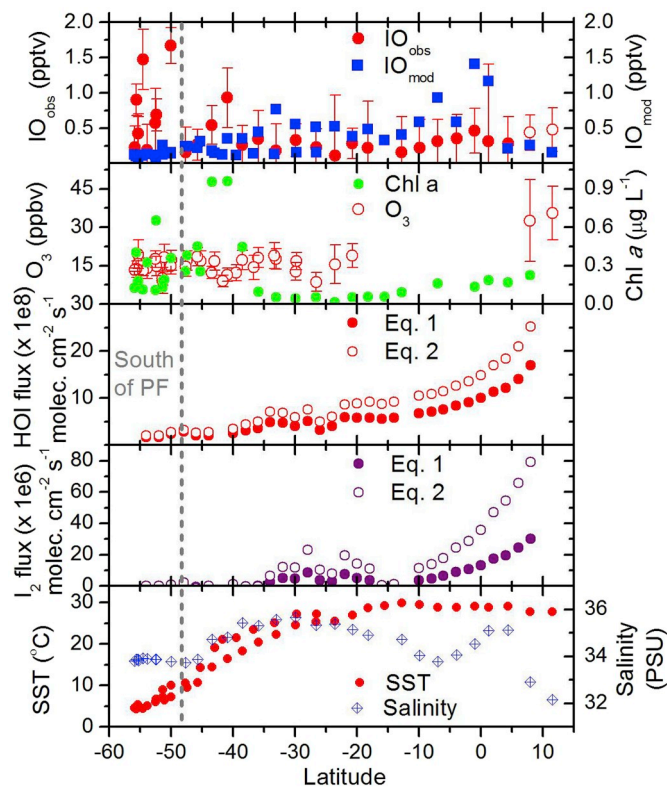 2.0 2.0
IO_obs
IO_mod
1.5 1.5
1.0 1.0
0.5 0.5
IO_obs (pptv)
IO_mod (pptv)
Chl a
O_3
45 0.9
35 0.6
15 0.3
30 0.0
O_3 (ppbv)
Chl a (µg L^-1)
Eq. 1
Eq. 2
20
10
South
of PF
HOI flux (x 1e8)
molec. cm^-2 s^-1
80
Eq. 1
Eq. 2
60
40
20
I_2 flux (x 1e6)
molec. cm^-2 s^-1
30 36
20 34
10 32
0
SST
Salinity
SST (°C)
Salinity
(PSU)
-60 -50 -40 -30 -20 -10 0 10
Latitude